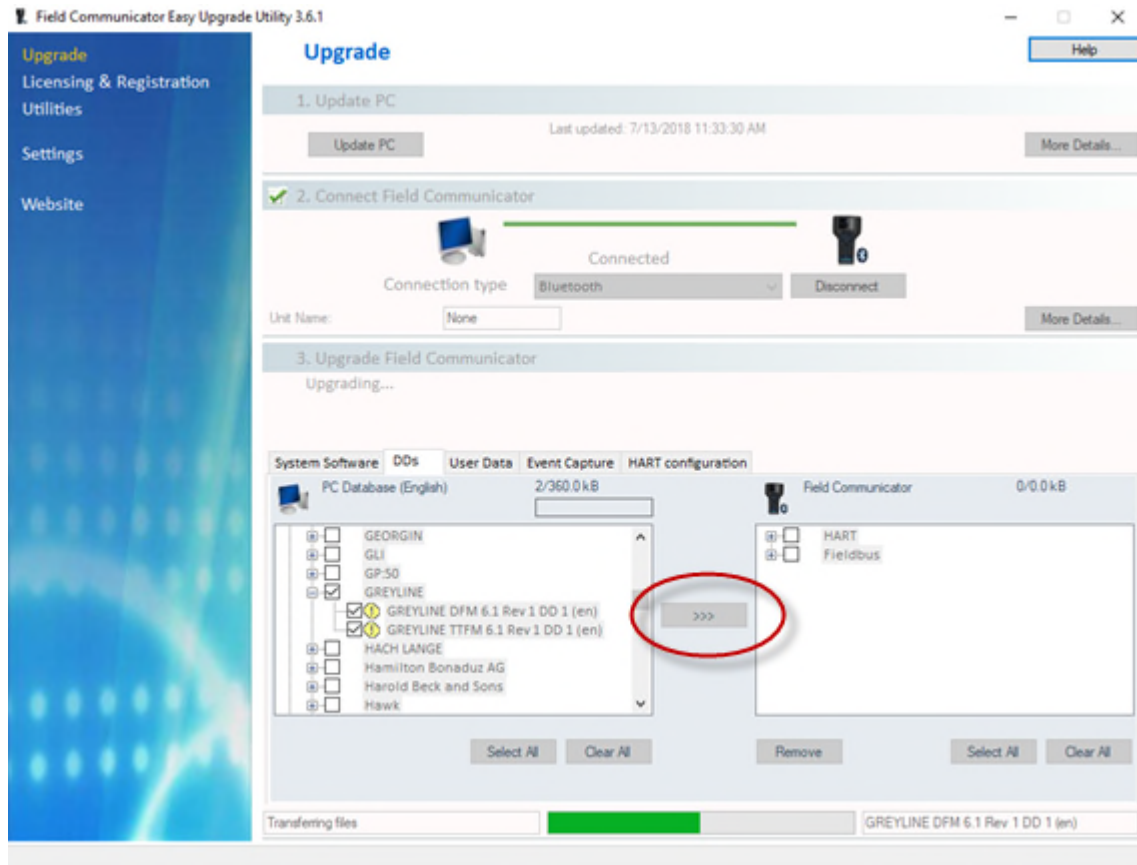 Field Communicator Easy Upgrade Utility 3.6.1
Upgrade
Licensing & Registration
Utilities
Settings
Website
Upgrade
Help
1. Update PC
Update PC
Last updated: 7/13/2018 11:33:30 AM
More Details...
2. Connect Field Communicator
Connected
Connection type
Bluetooth
Disconnect
Unit Name:
None
More Details...
3. Upgrade Field Communicator
Upgrading...
System Software
DDs
User Data
Event Capture
HART configuration
PC Database (English)
2/360.0 kB
GEORGIN
GLI
GP:50
GREYLINE
GREYLINE DFM 6.1 Rev 1 DD 1 (en)
GREYLINE TTFM 6.1 Rev 1 DD 1 (en)
HACH LANGE
Hamilton Bonaduz AG
Harold Beck and Sons
Hawk
>>>
Field Communicator
0/0.0 kB
HART
Fieldbus
Select All
Clear All
Remove
Select All
Clear All
Transferring files
GREYLINE DFM 6.1 Rev 1 DD 1 (en)